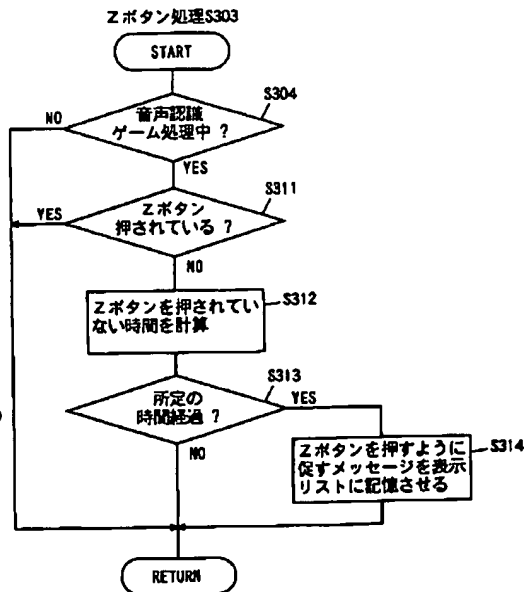 Zボタン処理S303
START
S304
音声認識
ゲーム処理中 ?
NO
YES
S311
Zボタン
押されている ?
YES
NO
S312
Zボタンを押されてい
ない時間を計算
S313
所定の
時間経過 ?
YES
NO
S314
Zボタンを押すように
促すメッセージを表示
リストに記憶させる
RETURN